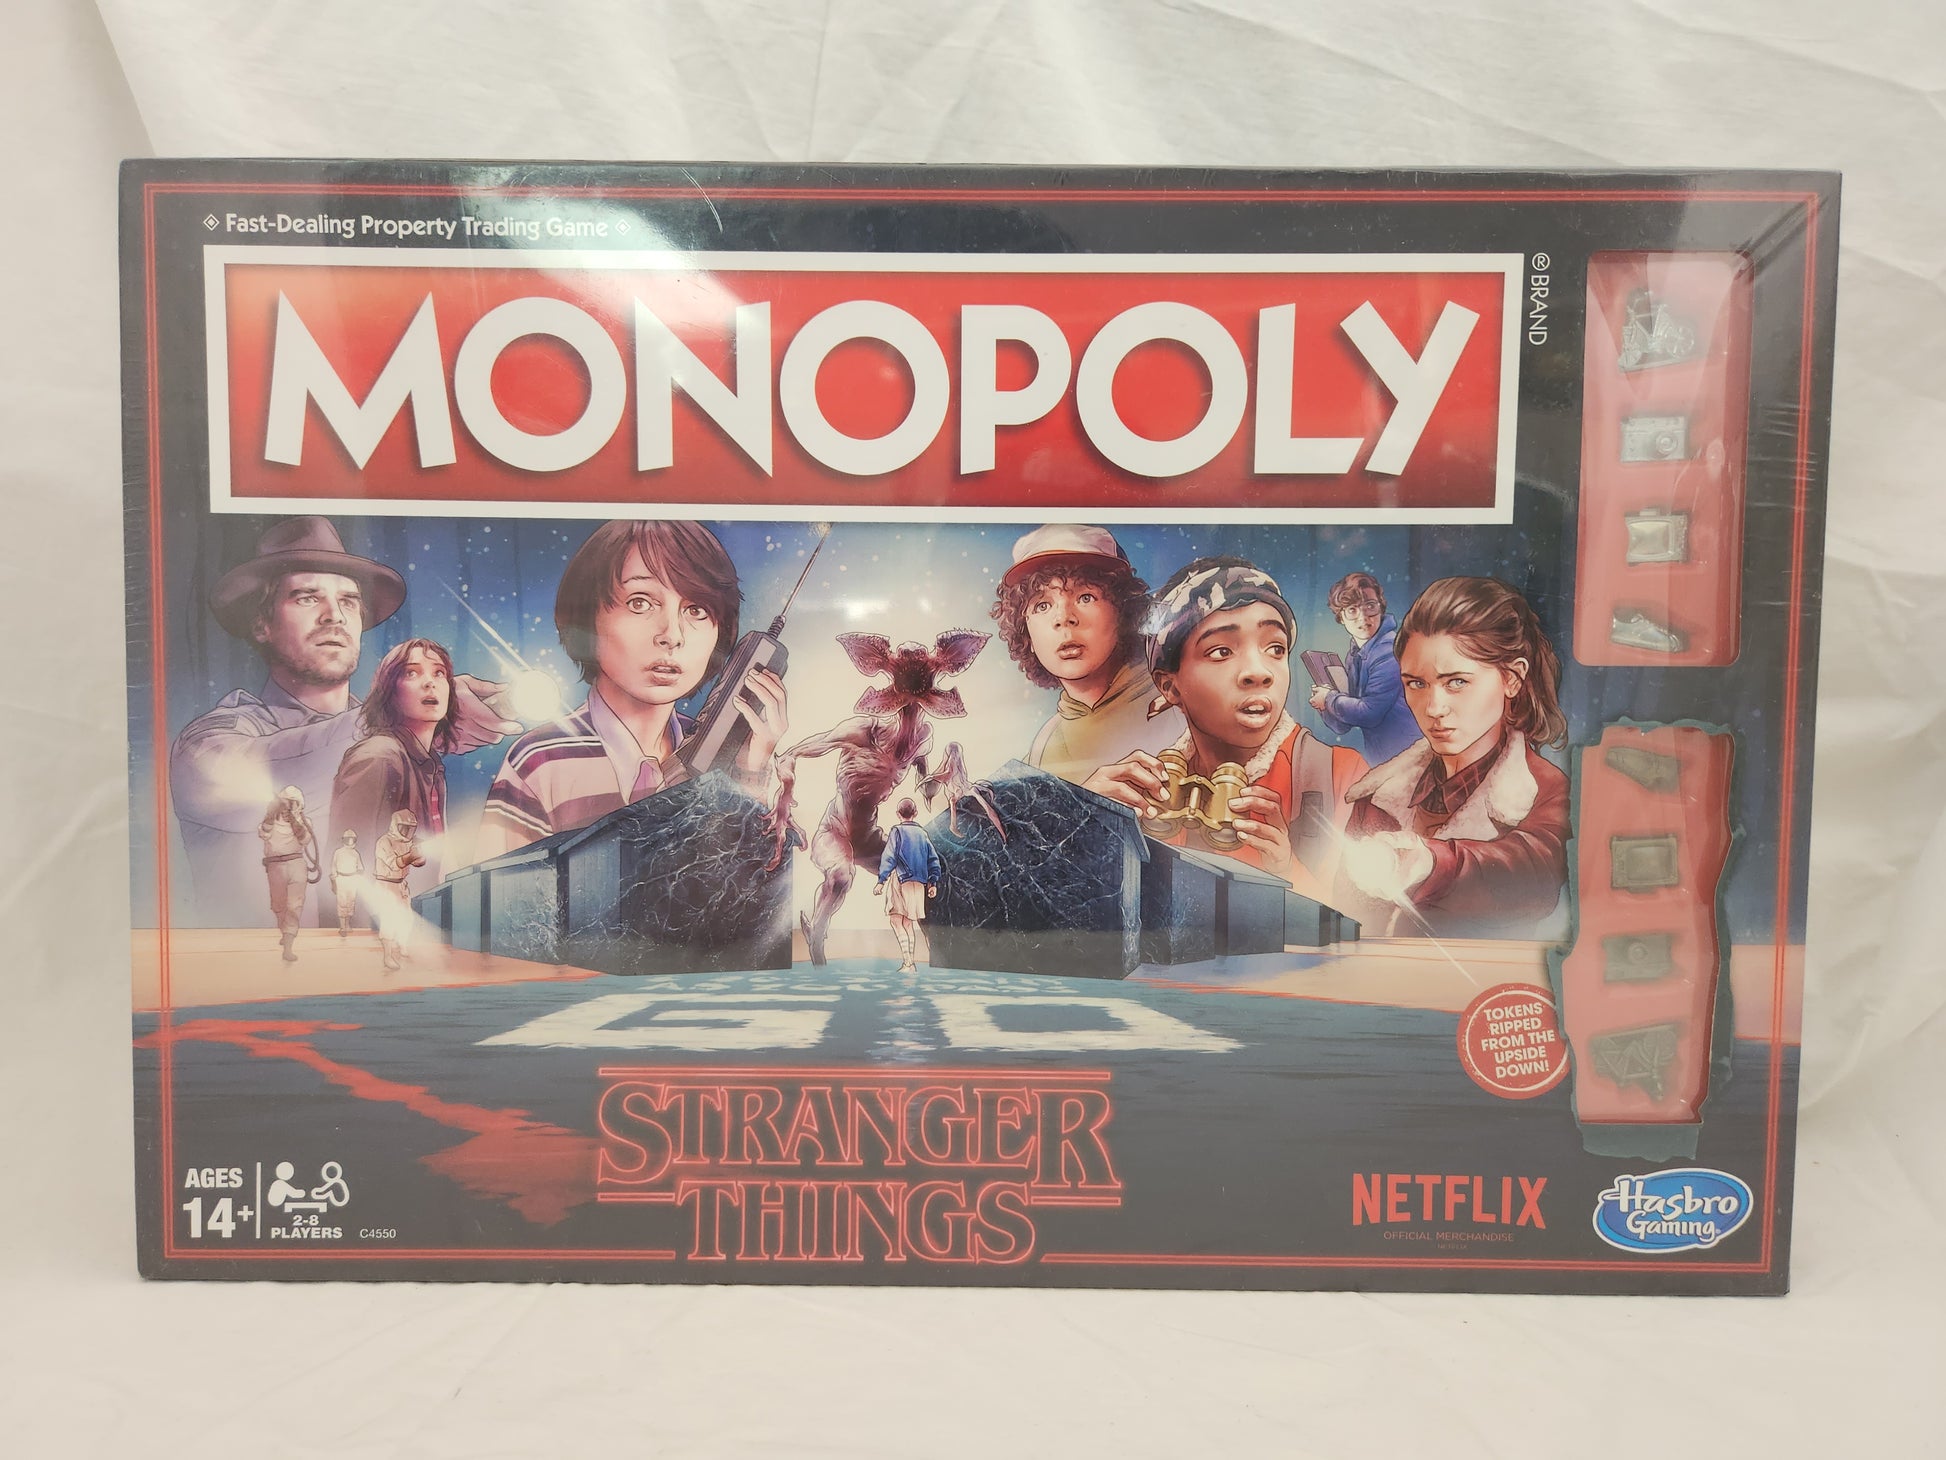 Fast-Dealing Property Trading Game
MONOPOLY
® BRAND
GO
TOKENS
RIPPED
FROM THE
UPSIDE
DOWN!
STRANGER
THINGS
AGES
14+
2-8
PLAYERS
C4550
NETFLIX
OFFICIAL MERCHANDISE
NETFLIX
Hasbro
Gaming